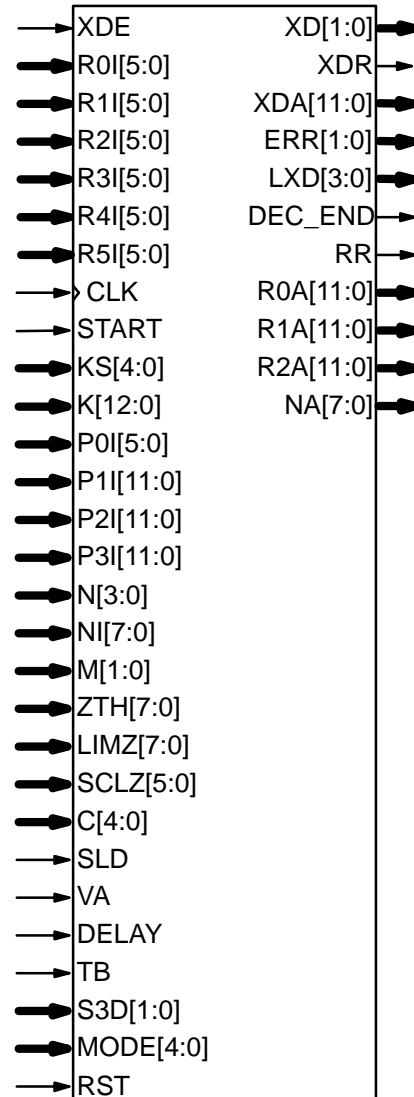 XDE XD[1:0]
R0I[5:0] XDR
R1I[5:0] XDA[11:0]
R2I[5:0] ERR[1:0]
R3I[5:0] LXD[3:0]
R4I[5:0] DEC_END
R5I[5:0] RR
CLK R0A[11:0]
START R1A[11:0]
KS[4:0] R2A[11:0]
K[12:0] NA[7:0]
P0I[5:0]
P1I[11:0]
P2I[11:0]
P3I[11:0]
N[3:0]
NI[7:0]
M[1:0]
ZTH[7:0]
LIMZ[7:0]
SCLZ[5:0]
C[4:0]
SLD
VA
DELAY
TB
S3D[1:0]
MODE[4:0]
RST